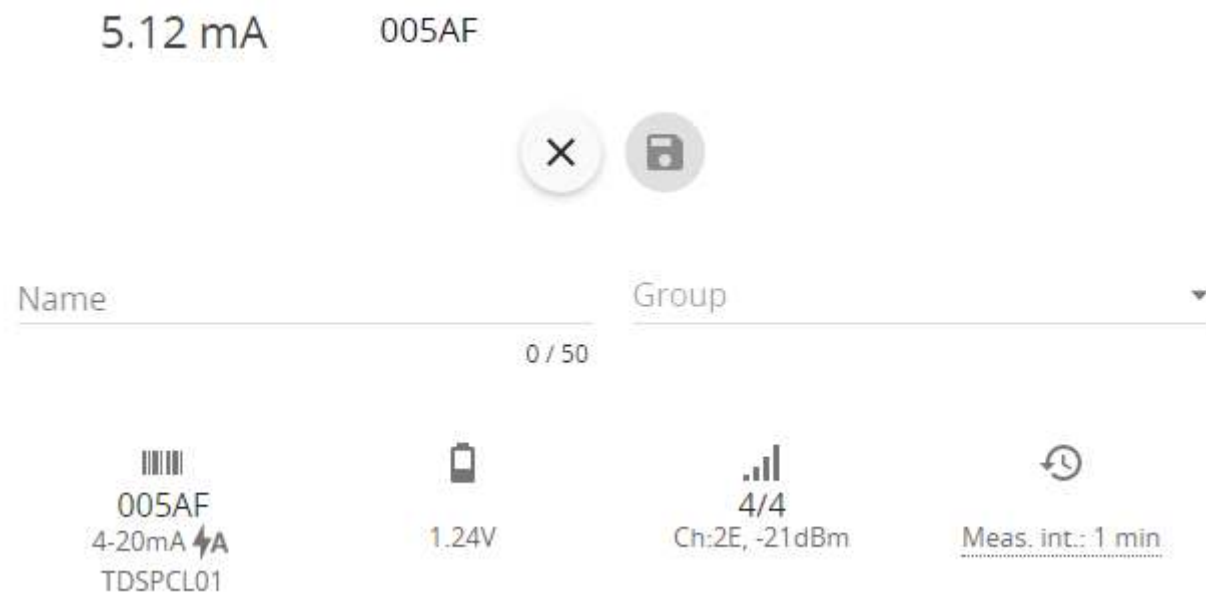 5.12 mA 005AF
Name
Group
0 / 50
005AF
4-20mA A
TDSPCL01
1.24V
4/4
Ch:2E, -21dBm
Meas. int.: 1 min